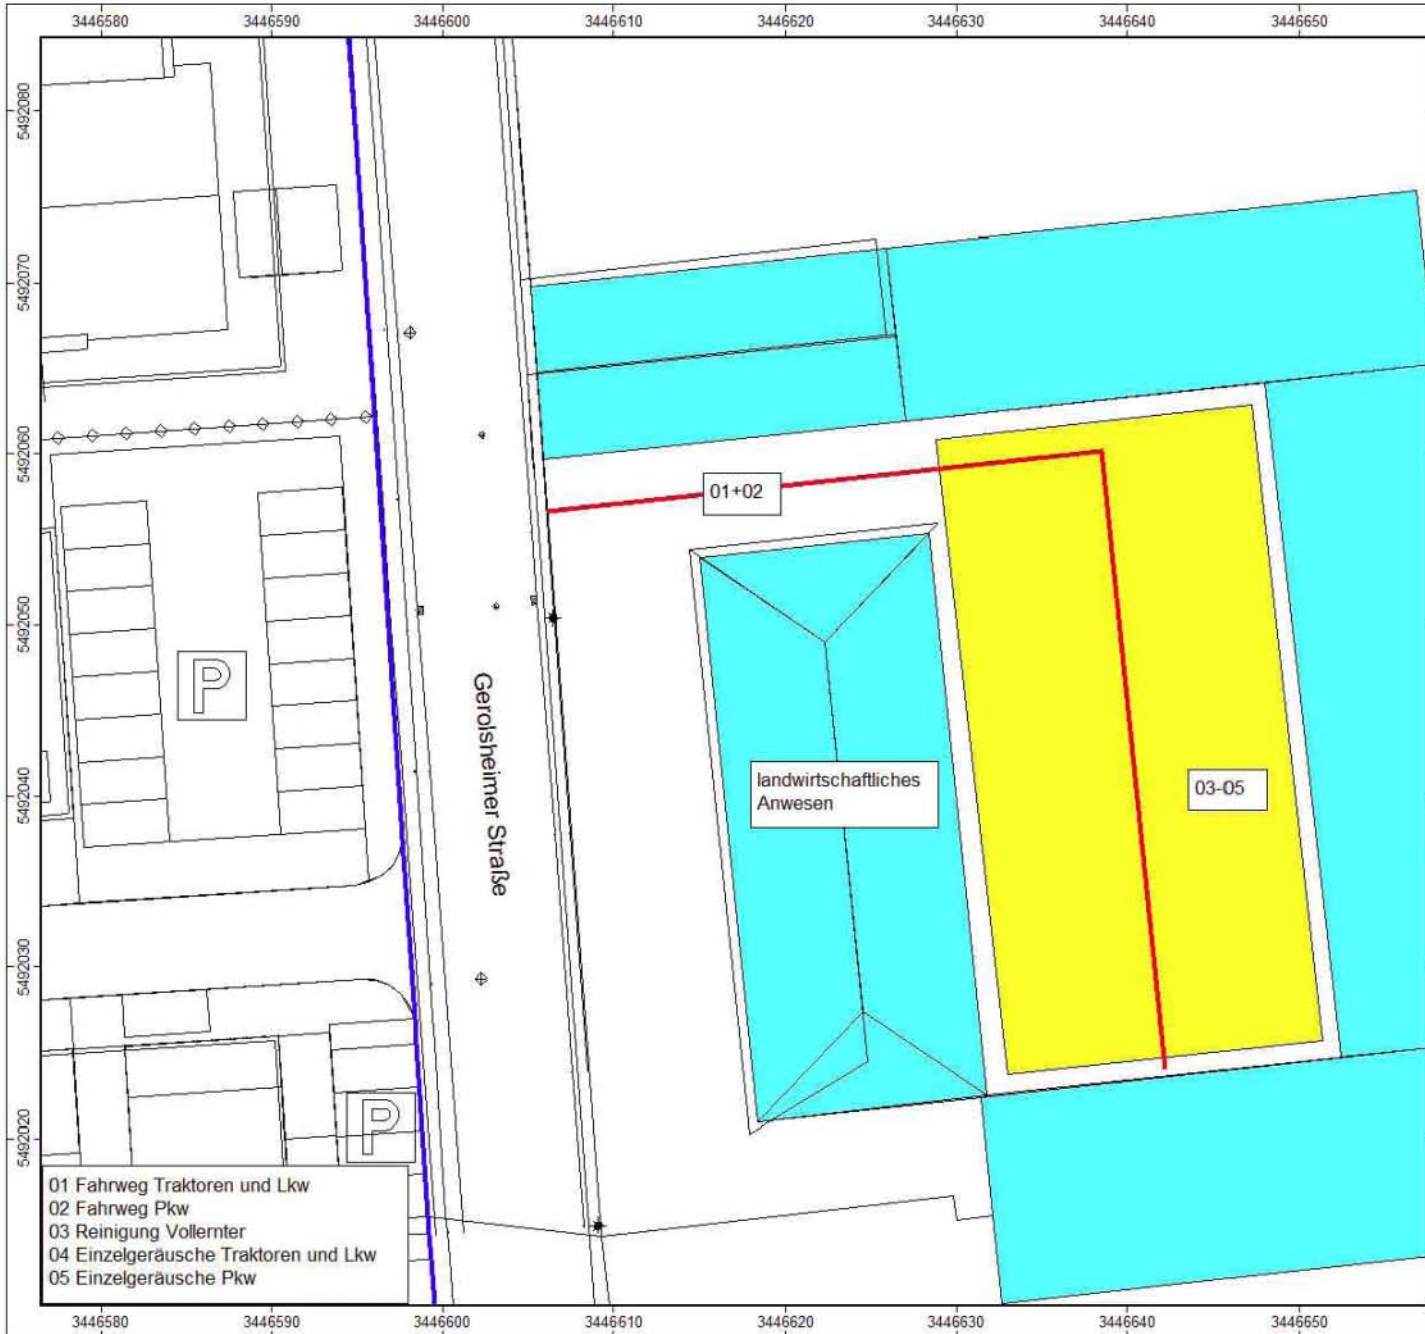 3446580 3446590 3446600 3446610 3446620 3446630 3446640 3446650
5492080
5492070
5492060
5492050
5492040
5492030
5492020
01+02
P
Gerolsheimer Straße
landwirtschaftliches
Anwesen
03-05
P
01 Fahrweg Traktoren und Lkw
02 Fahrweg Pkw
03 Reinigung Vollernter
04 Einzelgeräusche Traktoren und Lkw
05 Einzelgeräusche Pkw
3446580 3446590 3446600 3446610 3446620 3446630 3446640 3446650